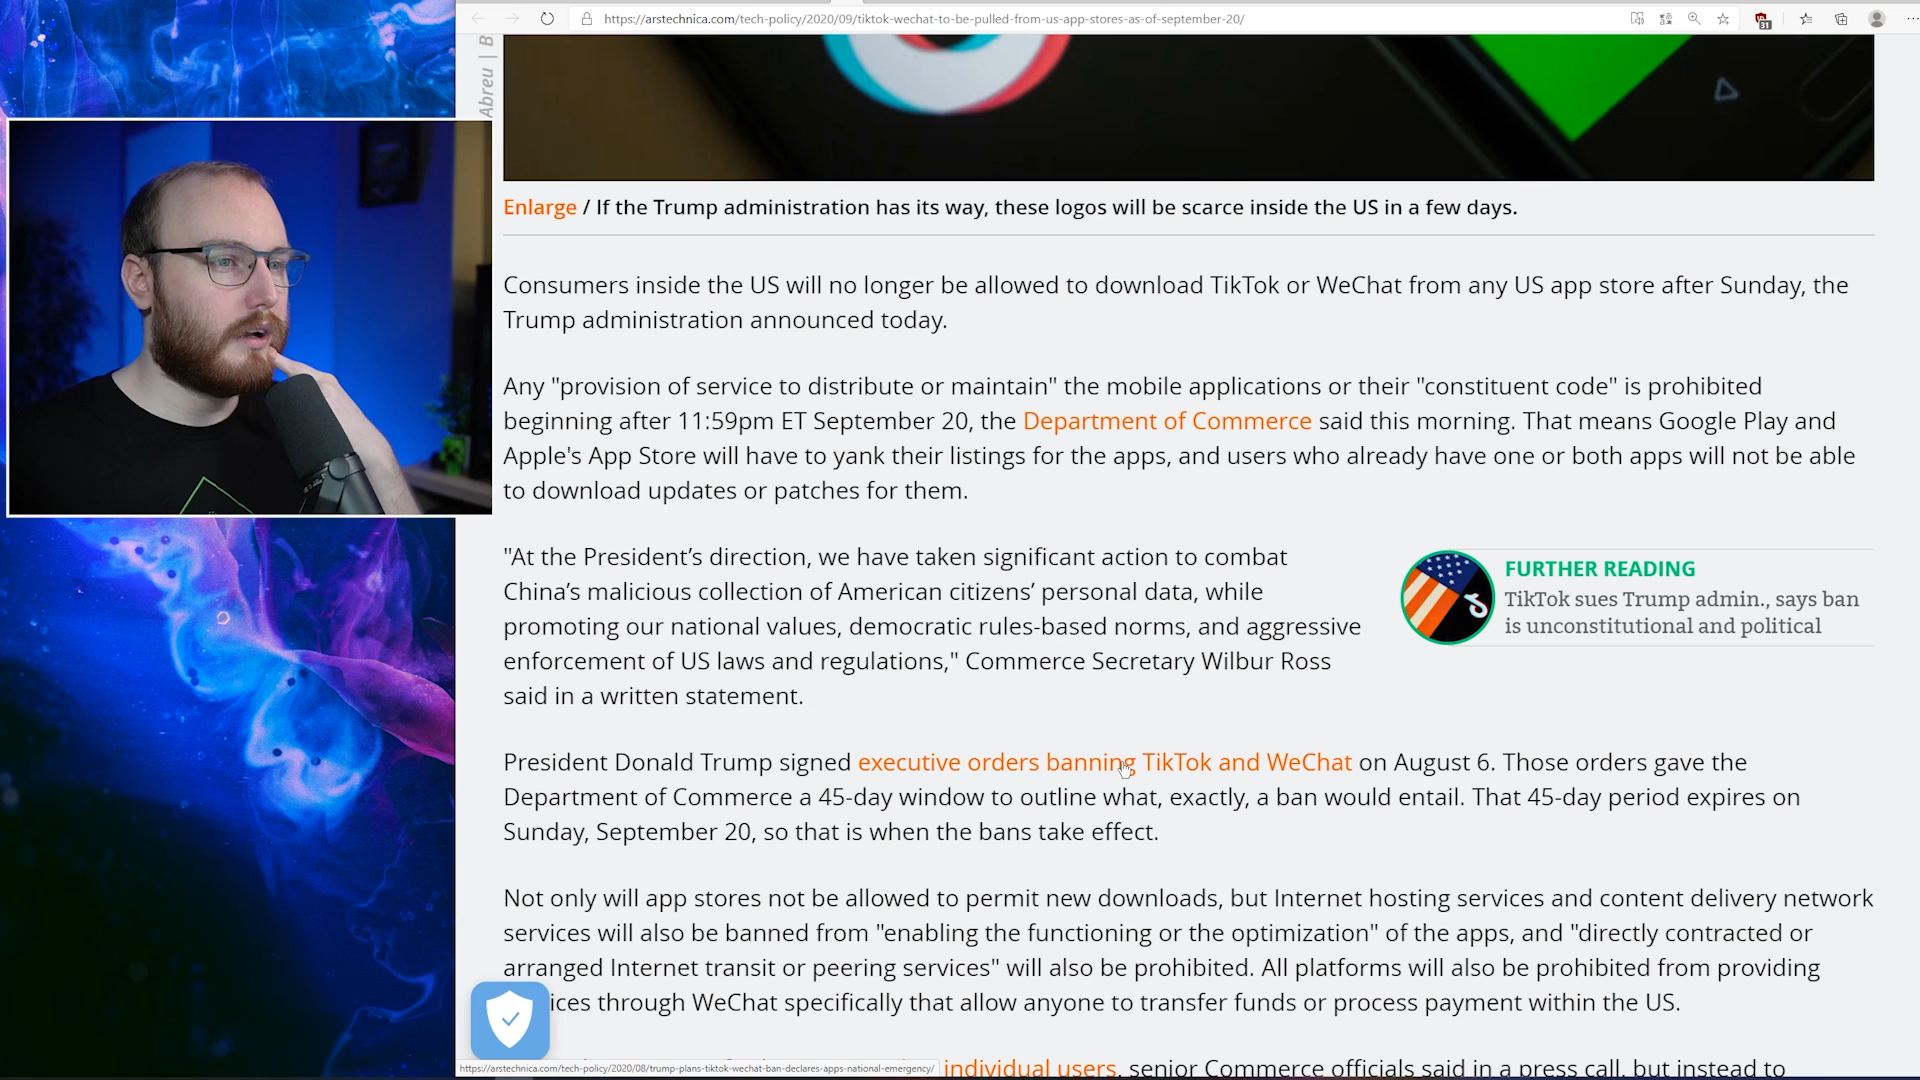 https://arstechnica.com/tech-policy/2020/09/tiktok-wechat-to-be-pulled-from-us-app-stores-as-of-september-20/
31
Abreu | B
Enlarge / If the Trump administration has its way, these logos will be scarce inside the US in a few days.
Consumers inside the US will no longer be allowed to download TikTok or WeChat from any US app store after Sunday, the
Trump administration announced today.
Any "provision of service to distribute or maintain" the mobile applications or their "constituent code" is prohibited
beginning after 11:59pm ET September 20, the Department of Commerce said this morning. That means Google Play and
Apple's App Store will have to yank their listings for the apps, and users who already have one or both apps will not be able
to download updates or patches for them.
"At the President’s direction, we have taken significant action to combat
China’s malicious collection of American citizens’ personal data, while
promoting our national values, democratic rules-based norms, and aggressive
enforcement of US laws and regulations," Commerce Secretary Wilbur Ross
said in a written statement.
FURTHER READING
TikTok sues Trump admin., says ban
is unconstitutional and political
President Donald Trump signed executive orders banning TikTok and WeChat on August 6. Those orders gave the
Department of Commerce a 45-day window to outline what, exactly, a ban would entail. That 45-day period expires on
Sunday, September 20, so that is when the bans take effect.
Not only will app stores not be allowed to permit new downloads, but Internet hosting services and content delivery network
services will also be banned from "enabling the functioning or the optimization" of the apps, and "directly contracted or
arranged Internet transit or peering services" will also be prohibited. All platforms will also be prohibited from providing
ices through WeChat specifically that allow anyone to transfer funds or process payment within the US.
individual users, senior Commerce officials said in a press call, but instead to
https://arstechnica.com/tech-policy/2020/08/trump-plans-tiktok-wechat-ban-declares-apps-national-emergency/